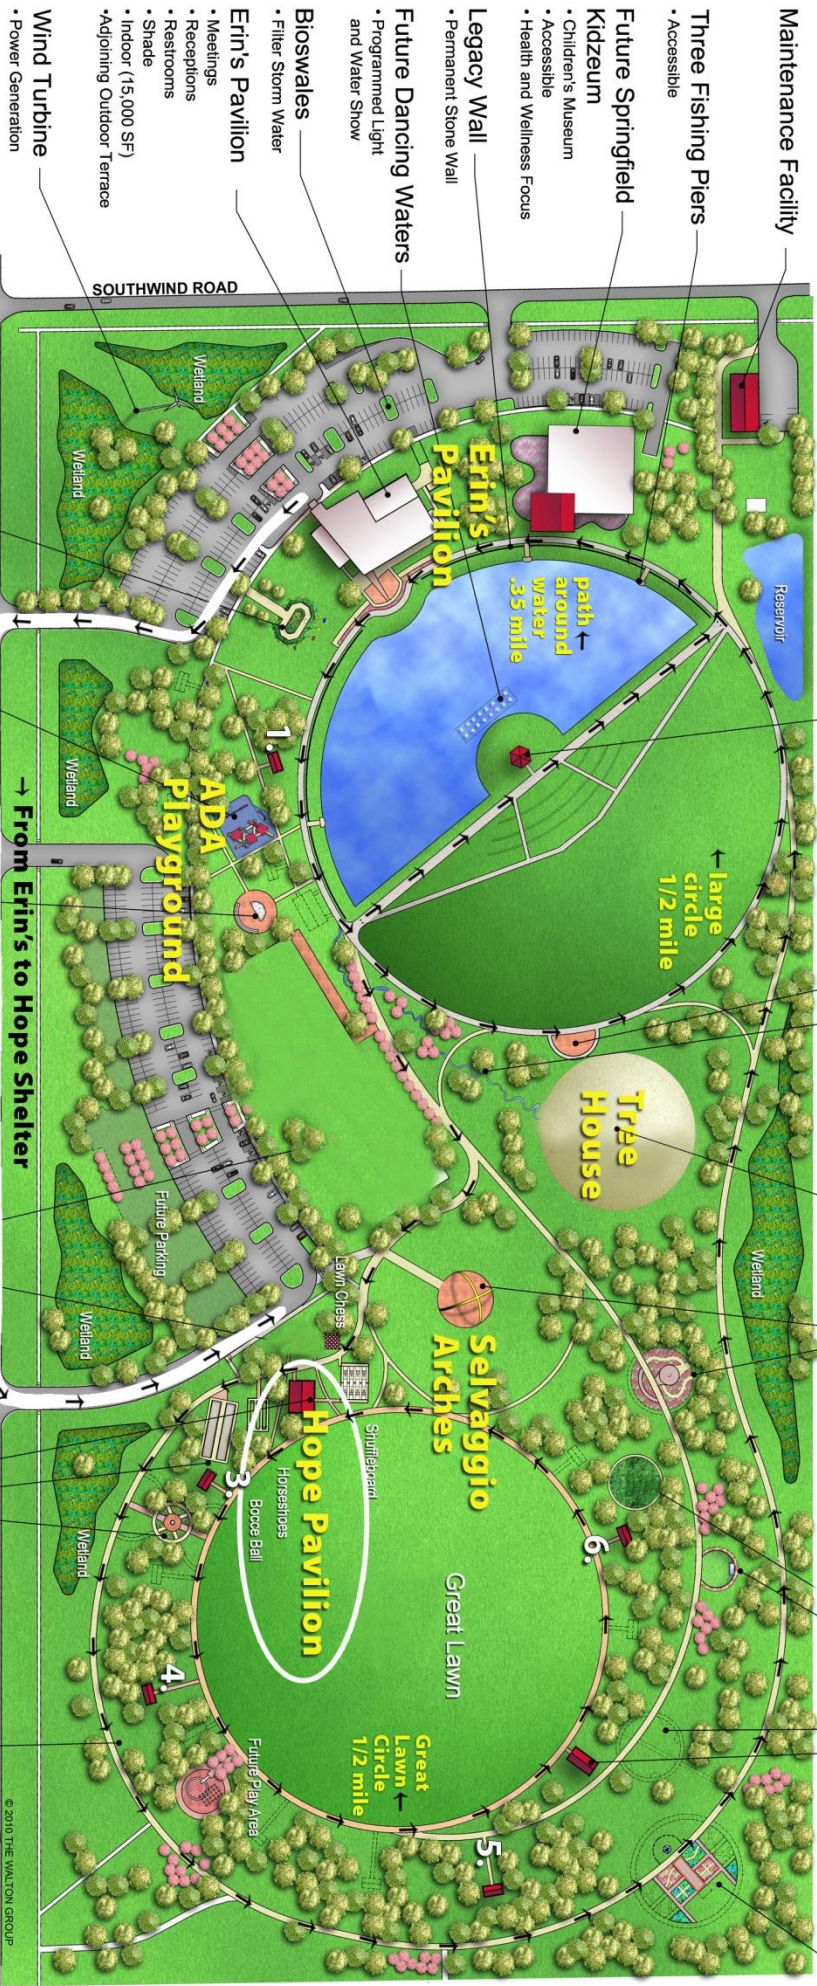 Maintenance Facility
Three Fishing Piers
• Accessible
Future Springfield
Kidzeum
• Children's Museum
• Accessible
• Health and Wellness Focus
Legacy Wall
• Permanent Stone Wall
Future Dancing Waters
• Programmed Light
and Water Show
Bioswales
• Filter Storm Water
Erin's Pavilion
• Meetings
• Receptions
• Restrooms
• Shade
• Indoor (15,000 SF)
•Adjoining Outdoor Terrace
Wind Turbine
• Power Generation
SOUTHWIND ROAD
Reservoir
Wetland
Wetland
Erin's
Pavilion
path ←
around
water
.35 mile
← large
circle
1/2 mile
1.
ADA
Playground
Wetland
→ From Erin's to Hope Shelter
Tree
House
Wetland
Future Parking
Wetland
Lawn Chess
Selvaggio
Arches
Shuffleboard
Hope Pavilion
Horseshoes
Bocce Ball
3.
Wetland
Great Lawn
6.
4.
Great
Lawn ←
Circle
1/2 mile
Future Play Area
5.
© 2010 THE WALTON GROUP